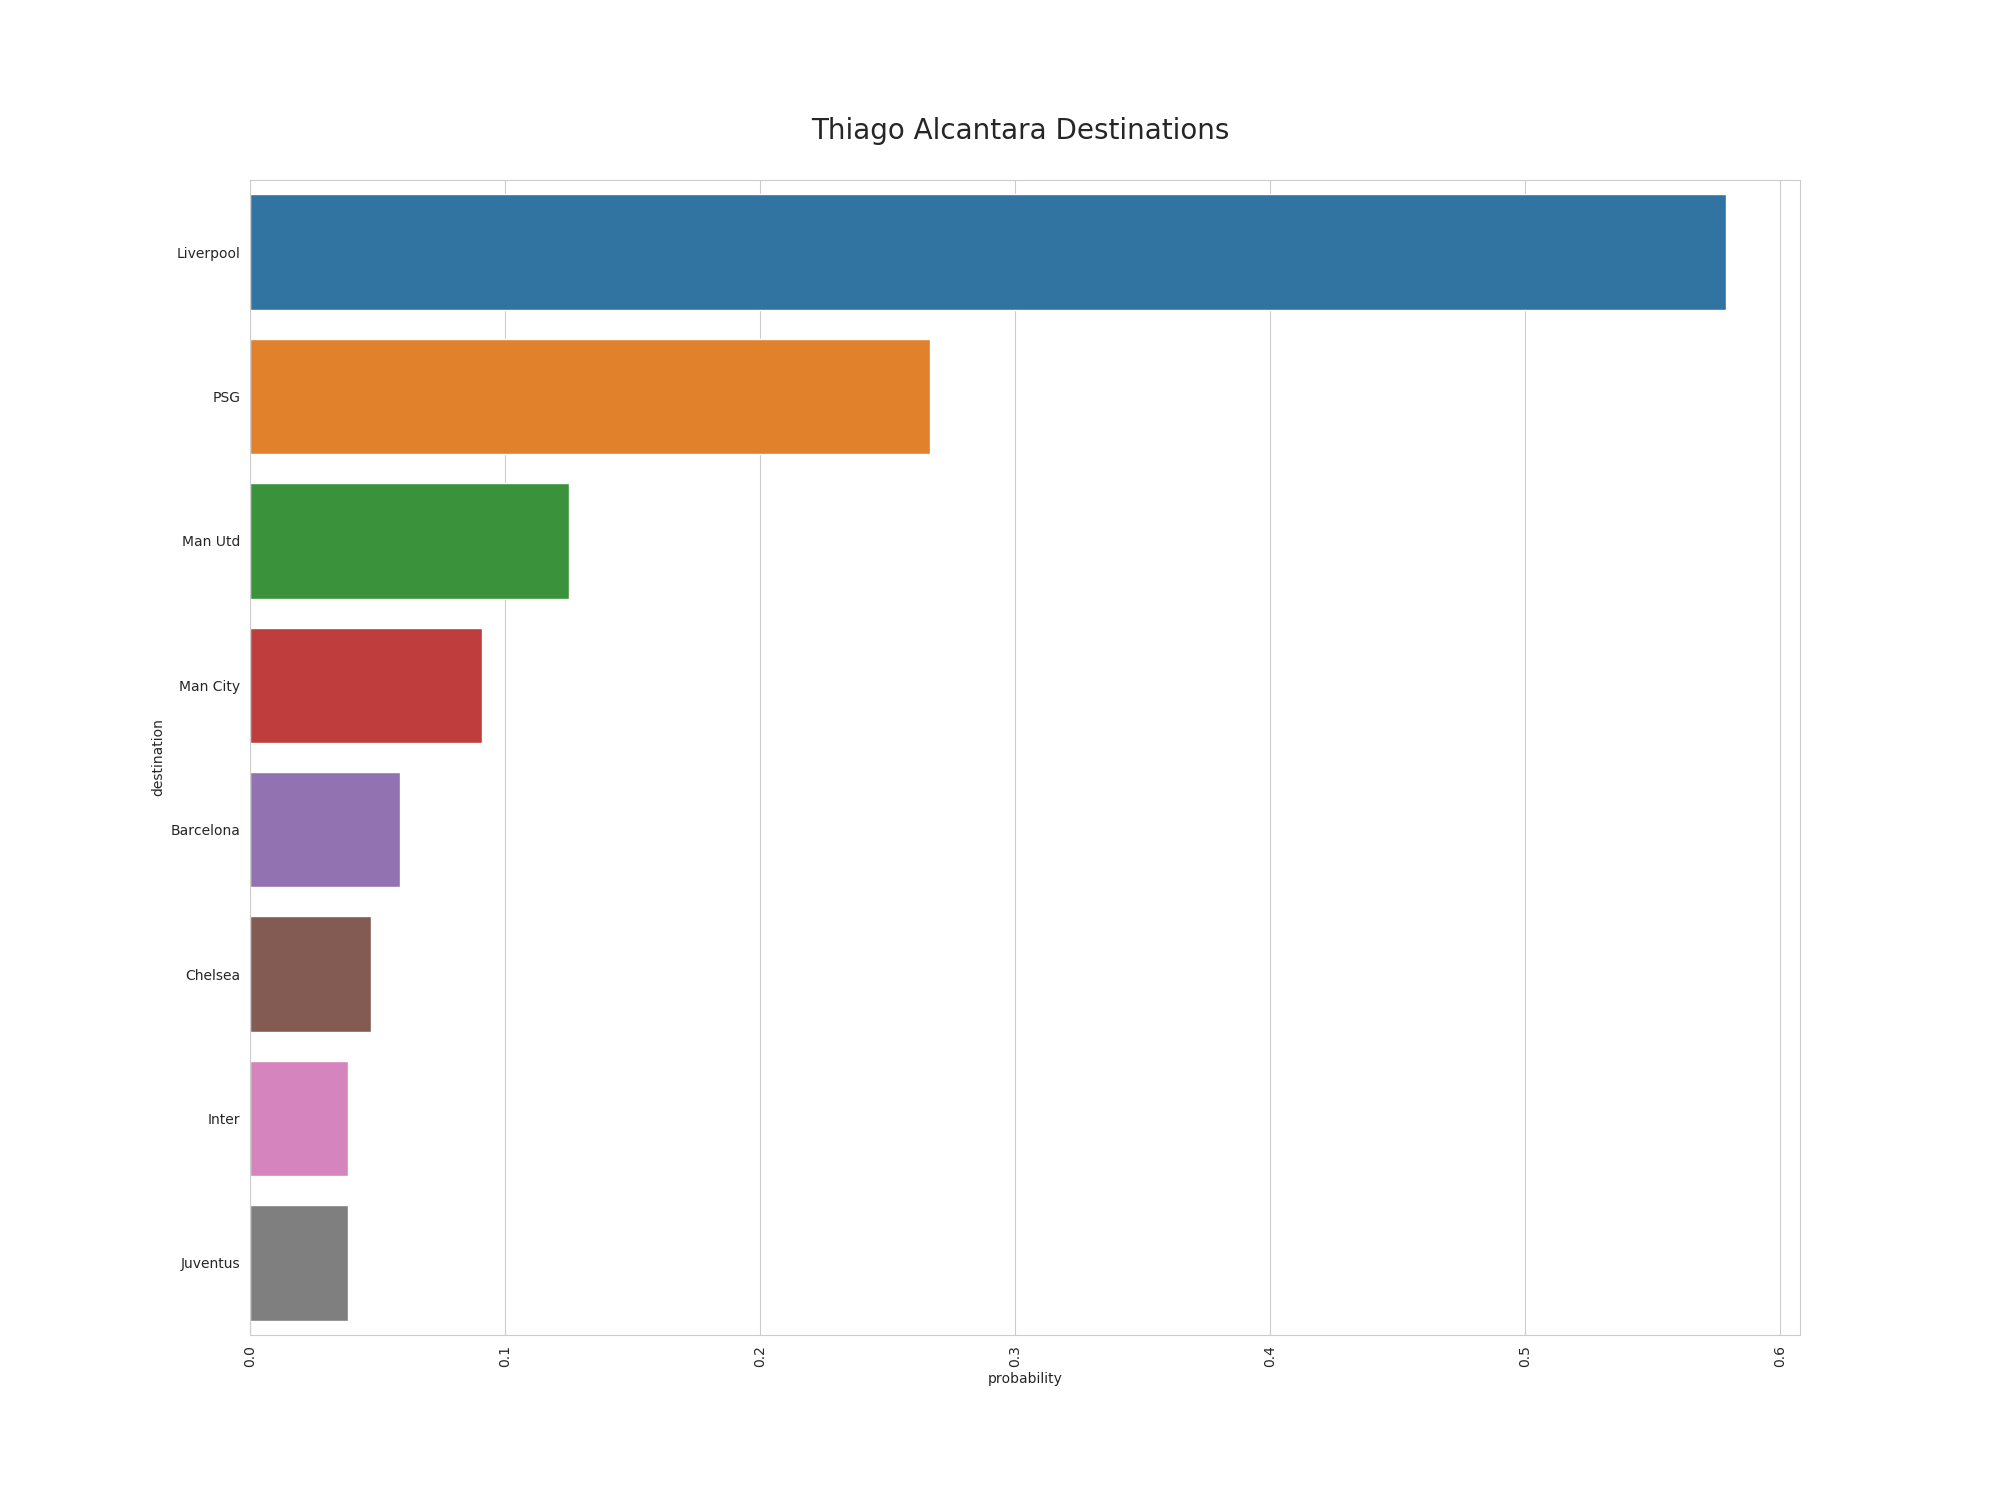 Thiago Alcantara Destinations
Liverpool
PSG
Man Utd
Man City
Barcelona
Chelsea
Inter
Juventus
destination
0.0 0.1 0.2 0.3 0.4 0.5 0.6
probability